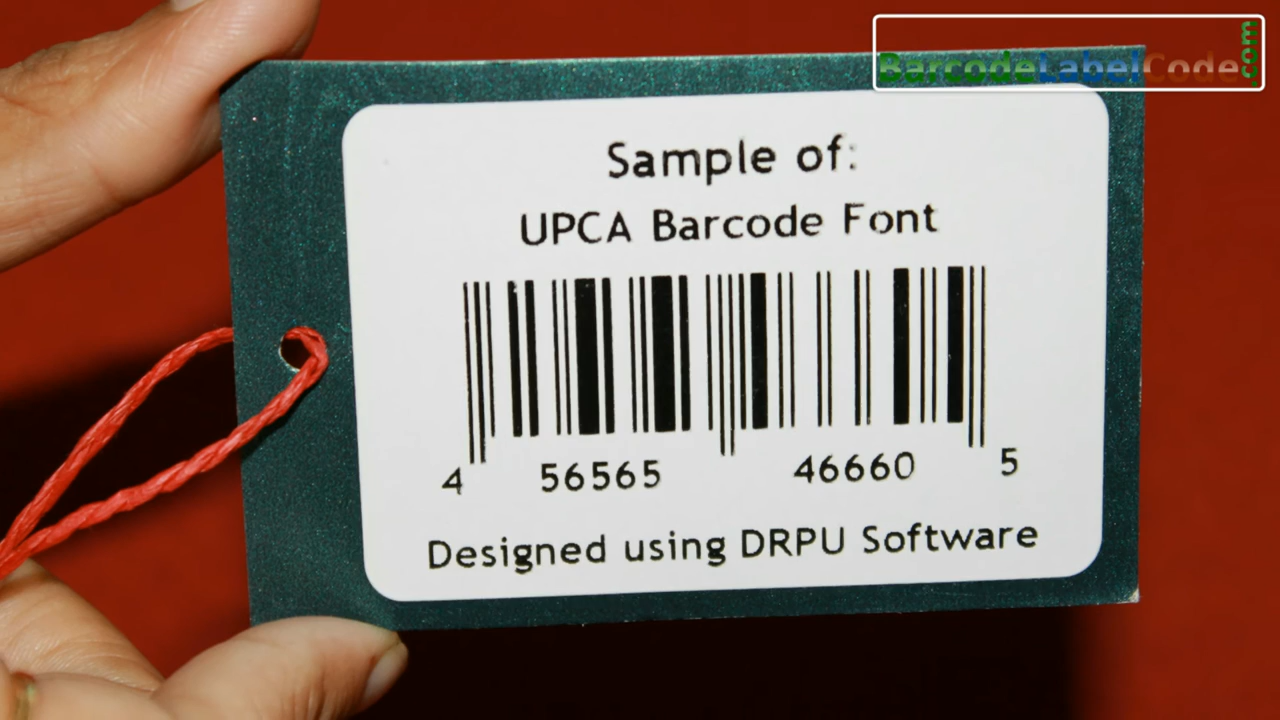 BarcodeLabelCode.com
Sample of:
UPCA Barcode Font
4 56565 46660 5
Designed using DRPU Software